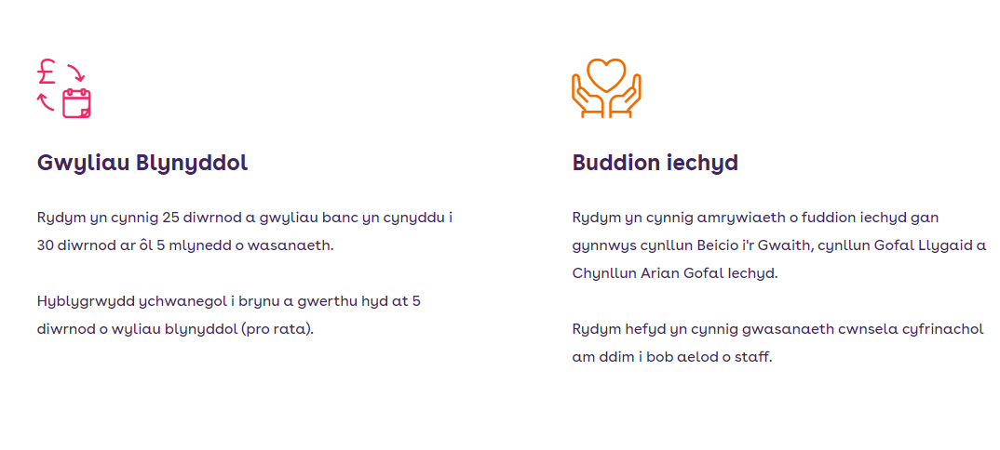 Gwyliau Blynyddol
Rydym yn cynnig 25 diwrnod a gwyliau banc yn cynyddu i
30 diwrnod ar ôl 5 mlynedd o wasanaeth.
Hyblygrwydd ychwanegol i brynu a gwerthu hyd at 5
diwrnod o wyliau blynyddol (pro rata).
Buddion iechyd
Rydym yn cynnig amrywiaeth o fuddion iechyd gan
gynnwys cynllun Beicio i'r Gwaith, cynllun Gofal Llygaid a
Chynllun Arian Gofal Iechyd.
Rydym hefyd yn cynnig gwasanaeth cwnsela cyfrinachol
am ddim i bob aelod o staff.